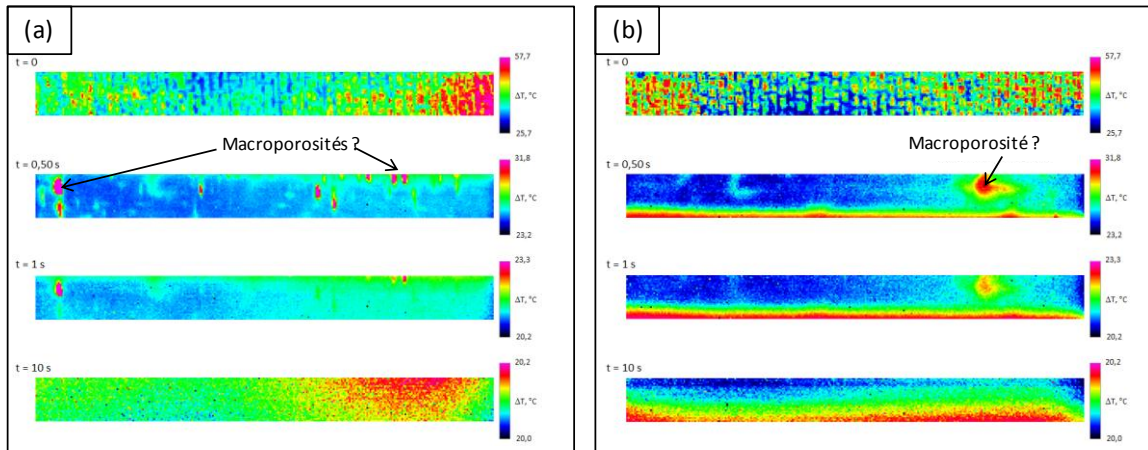 (a)
t = 0
57,7
ΔT, °C
25,7
Macroporosités ?
t = 0,50 s
31,8
ΔT, °C
23,2
t = 1 s
23,3
ΔT, °C
20,2
t = 10 s
20,2
ΔT, °C
20,0
(b)
t = 0
57,7
ΔT, °C
25,7
Macroporosité ?
t = 0,50 s
31,8
ΔT, °C
23,2
t = 1 s
23,3
ΔT, °C
20,2
t = 10 s
20,2
ΔT, °C
20,0